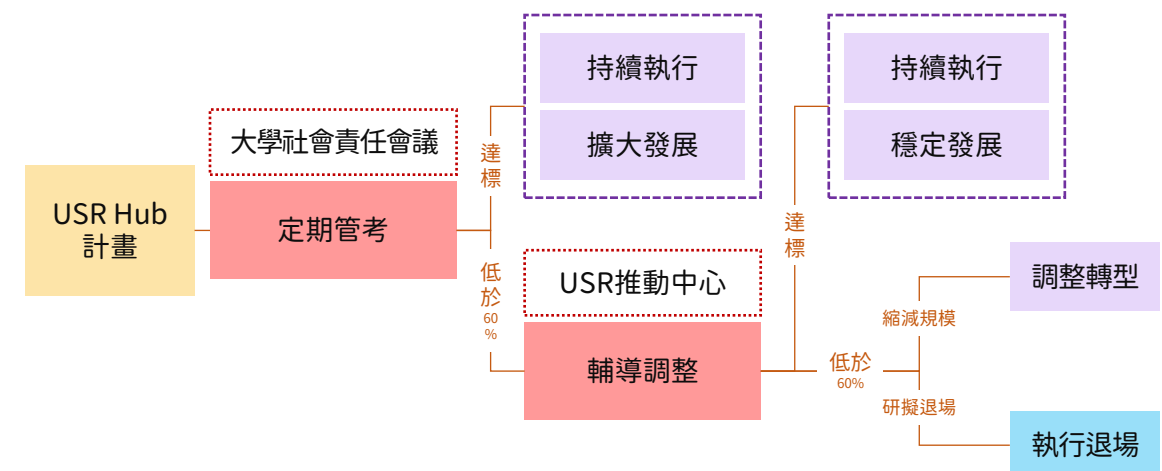 持續執行
擴大發展
持續執行
穩定發展
大學社會責任會議
達
標
USR Hub
計畫
定期管考
達
標
低
於
60
%
USR推動中心
調整轉型
縮減規模
輔導調整
低於
60%
研擬退場
執行退場